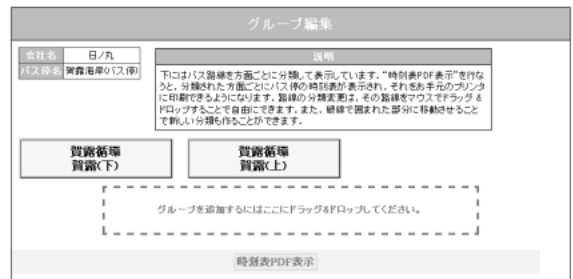 グループ編集
会社名 日ノ丸
バス停名 賀露海岸(バス停)
説明
下にはバス路線を方面ごとに分類して表示しています。"時刻表PDF表示"を行な
うと、分類された方面ごとにバス停の時刻表が表示され、それをお手元のプリンタ
に印刷できるようになります。路線の分類変更は、その路線をマウスでドラッグ &
ドロップすることで自由にできます。また、破線で囲まれた部分に移動させること
で新しい分類も作ることができます。
賀露循環
賀露(下)
賀露循環
賀露(上)
グループを追加するにはここにドラッグ&ドロップしてください。
時刻表PDF表示